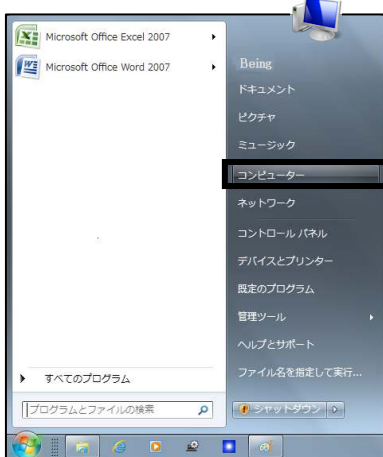 Microsoft Office Excel 2007
Microsoft Office Word 2007
すべてのプログラム
プログラムとファイルの検索
Being
ドキュメント
ピクチャ
ミュージック
コンピューター
ネットワーク
コントロール パネル
デバイスとプリンター
既定のプログラム
管理ツール
ヘルプとサポート
ファイル名を指定して実行...
シャットダウン